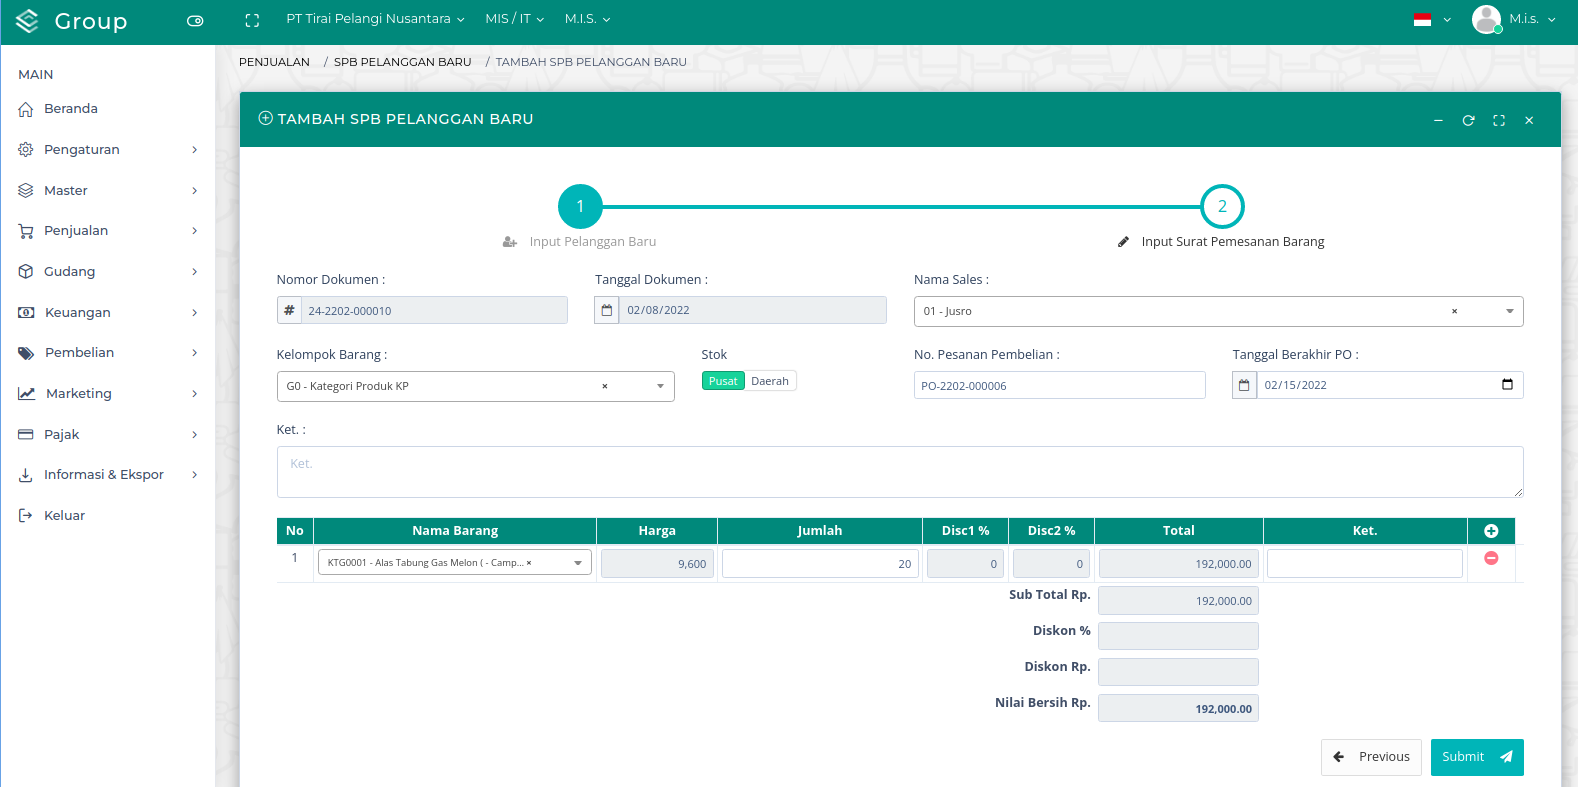 Group PT Tirai Pelangi Nusantara MIS / IT M.I.S. M.i.s.
MAIN
Beranda
Pengaturan
Master
Penjualan
Gudang
Keuangan
Pembelian
Marketing
Pajak
Informasi & Ekspor
Keluar
PENJUALAN / SPB PELANGGAN BARU / TAMBAH SPB PELANGGAN BARU
TAMBAH SPB PELANGGAN BARU
1 2
Input Pelanggan Baru Input Surat Pemesanan Barang
Nomor Dokumen : Tanggal Dokumen : Nama Sales :
# 24-2202-000010 02/08/2022 01 - Jusro ×
Kelompok Barang : Stok No. Pesanan Pembelian : Tanggal Berakhir PO :
G0 - Kategori Produk KP × Pusat Daerah PO-2202-000006 02/15/2022
Ket. :
Ket.
No Nama Barang Harga Jumlah Disc1 % Disc2 % Total Ket.
1 KTG0001 - Alas Tabung Gas Melon ( - Camp... × 9,600 20 0 0 192,000.00
Sub Total Rp. 192,000.00
Diskon %
Diskon Rp.
Nilai Bersih Rp. 192,000.00
Previous Submit